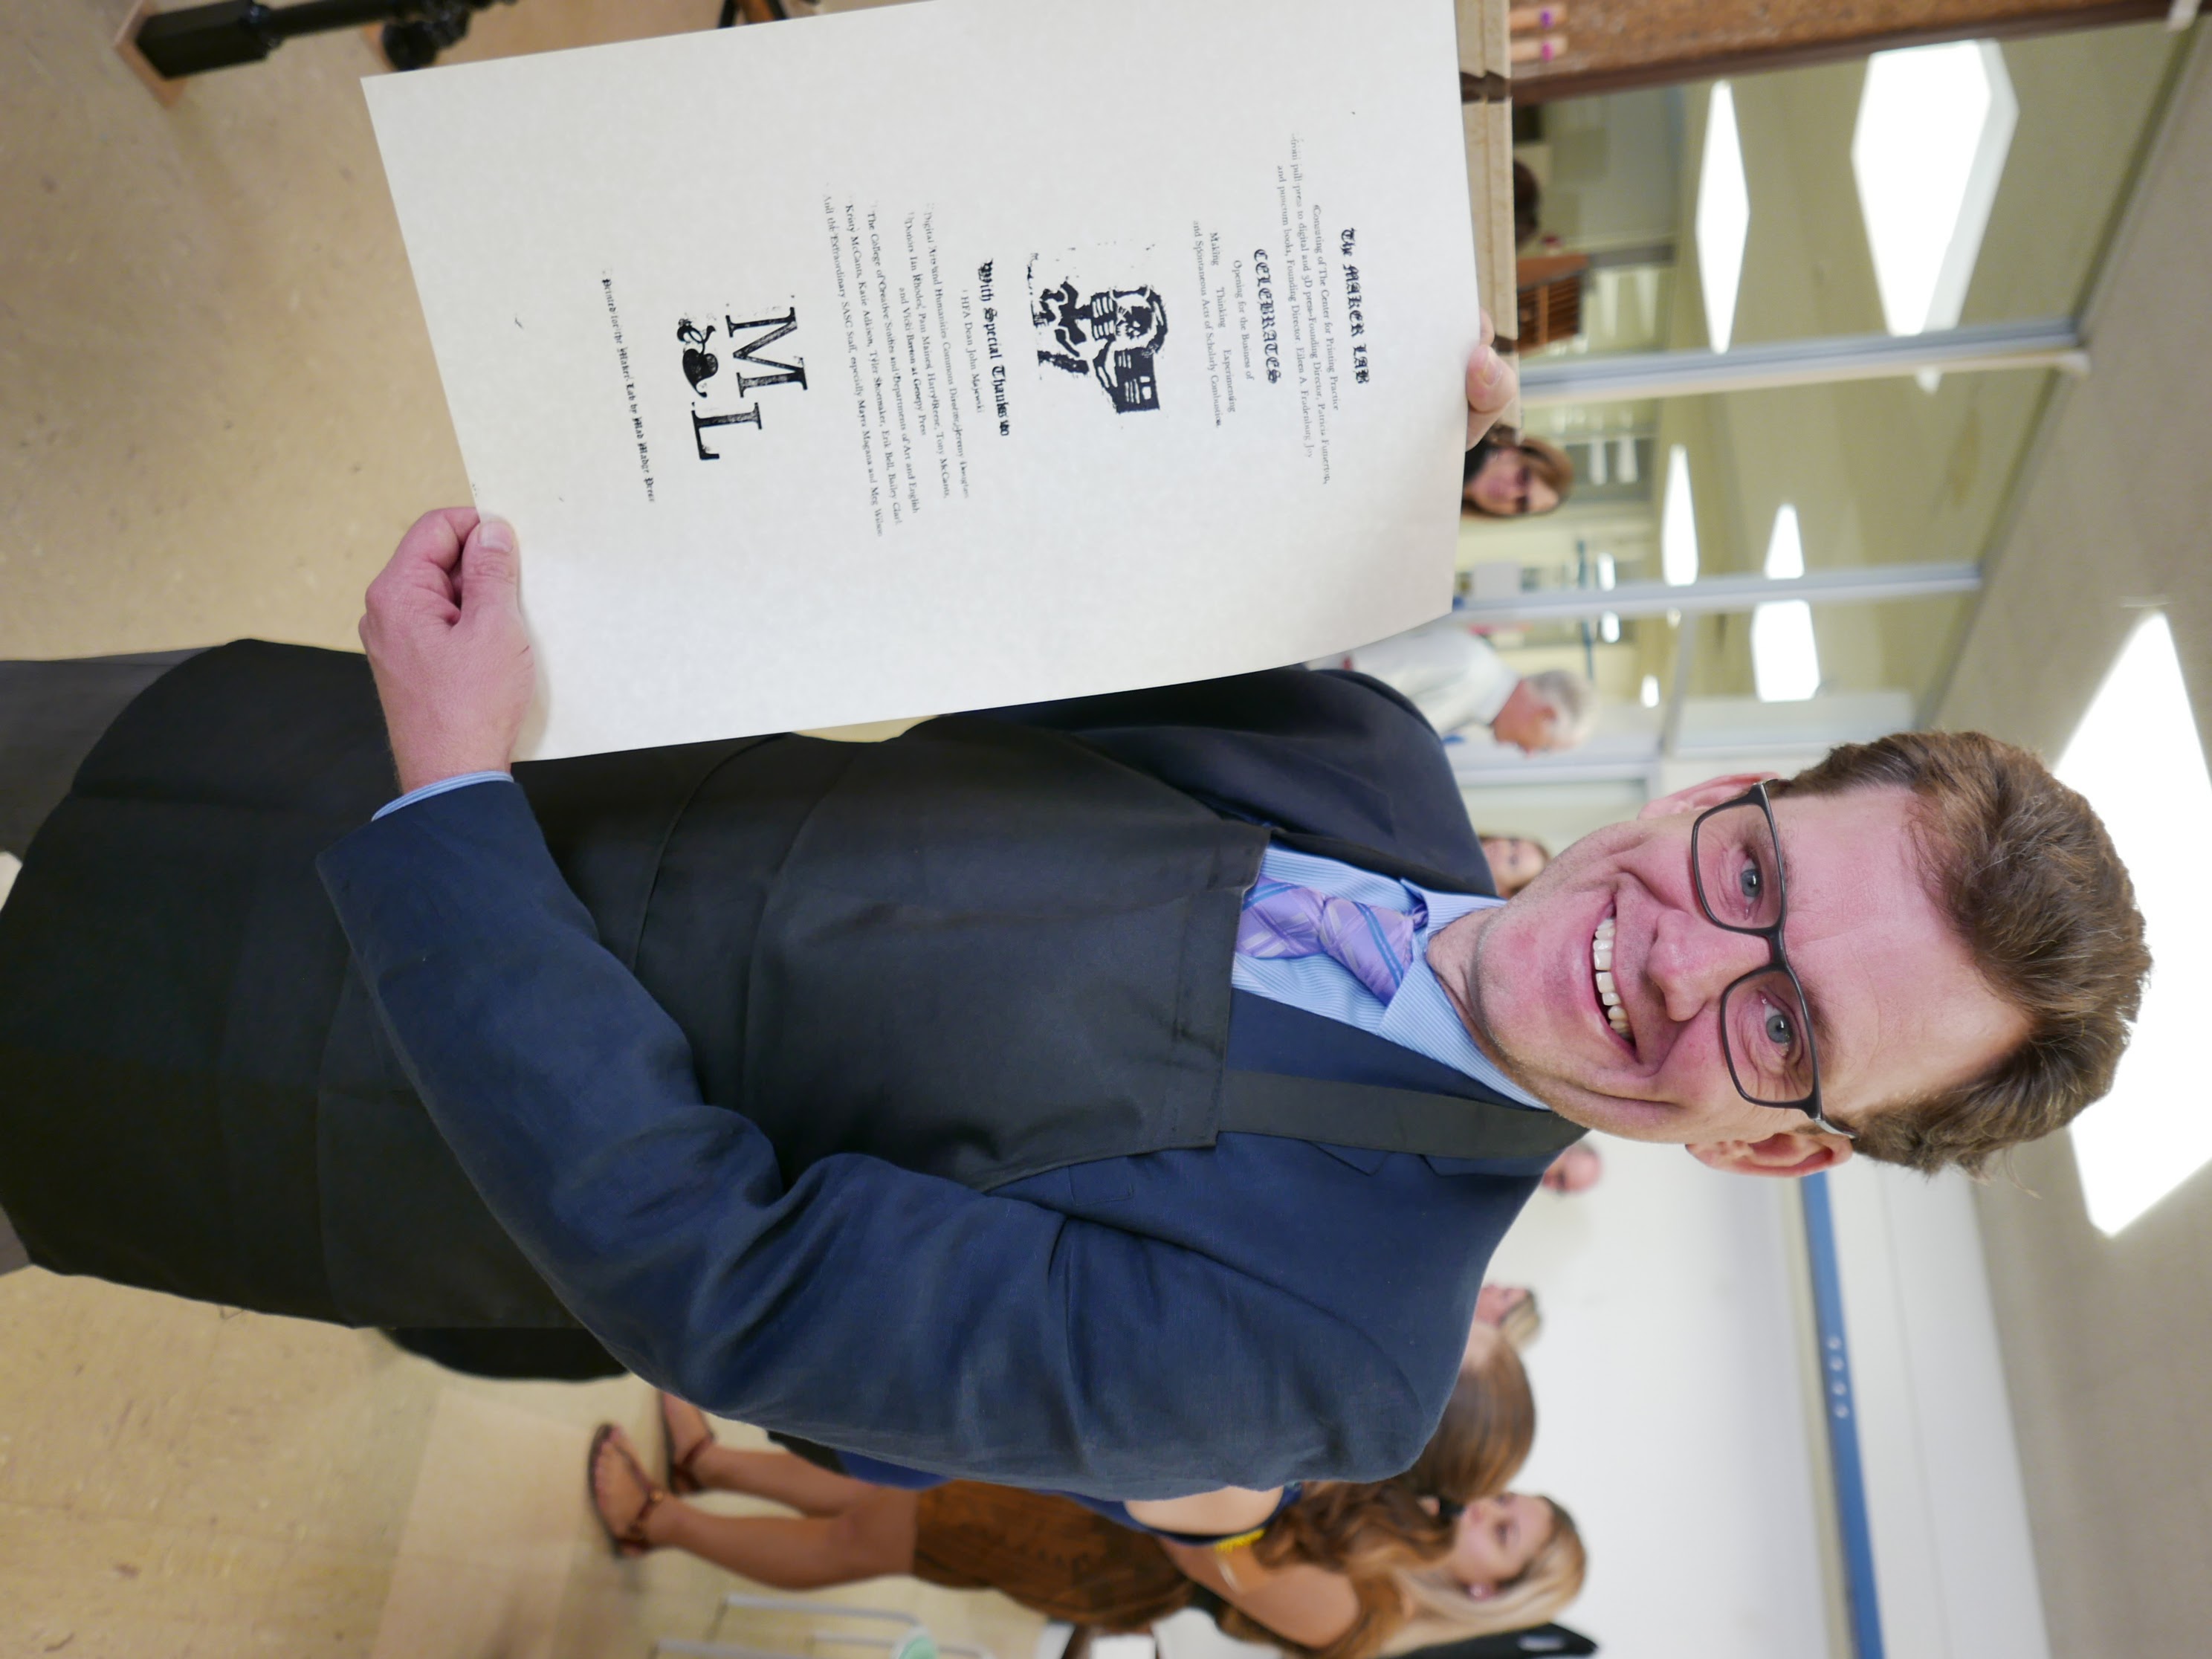 The MAKER LAB
Consisting of The Center for Printing Practice
from pull press to digital and 3D press–Founding Director, Patricia Fumerton,
and punctum books, Founding Director: Eileen A. Fradenburg Joy
CELEBRATES
Opening for the Business of
Making Thinking Experimenting
and Spontaneous Acts of Scholarly Combustion
With Special Thanks to
HFA Dean John Majewski
Digital Arts and Humanities Commons Director, Jeremy Douglass
Donors Ian Rhodes, Pam Maines, Harry Reese, Tony McCants,
and Vicki Barton at Genepy Press
The College of Creative Studies and Departments of Art and English
Kristy McCants, Katie Adkison, Tyler Shoemaker, Erik Bell, Bailey
And the Extraordinary SASC Staff, especially Mayra Magana and Meg Wilson
M
L
Printed for the Maker Lab by Mad Madge Press